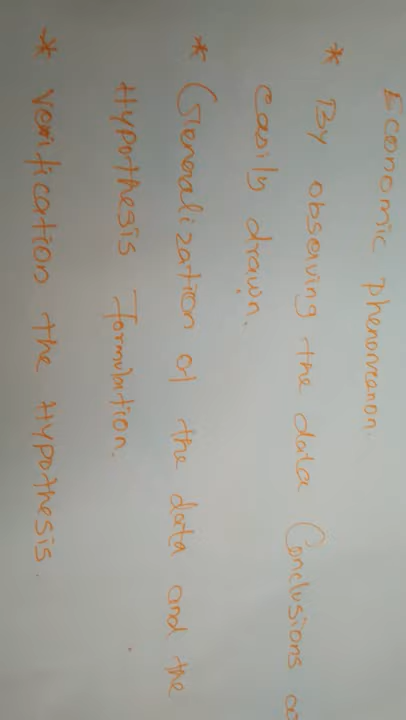 Economic phenomenon.
* By observing the data Conclusions
easily drawn.
* Generalization of the data and the
Hypothesis Formulation.
* verification the Hypothesis.